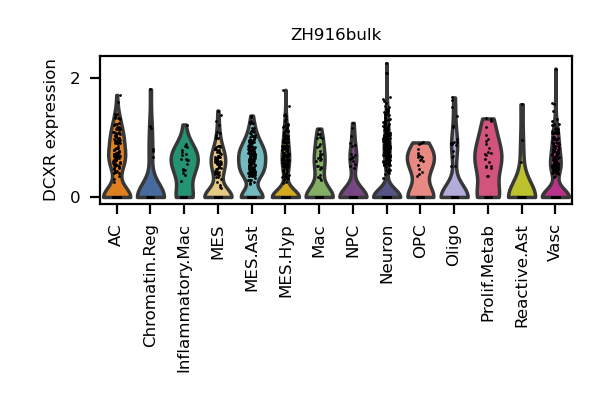 ZH916bulk
DCXR expression
2
0
AC
Chromatin.Reg
Inflammatory.Mac
MES
MES.Ast
MES.Hyp
Mac
NPC
Neuron
OPC
Oligo
Prolif.Metab
Reactive.Ast
Vasc